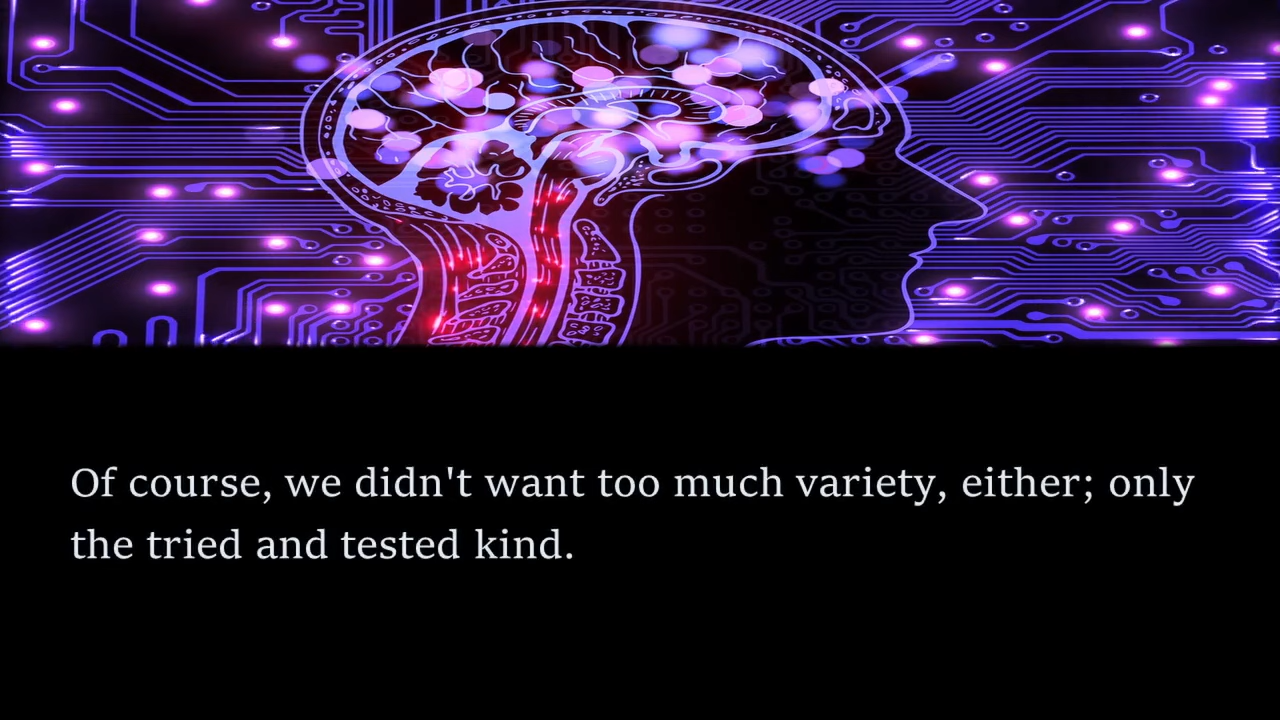 Of course, we didn't want too much variety, either; only
the tried and tested kind.